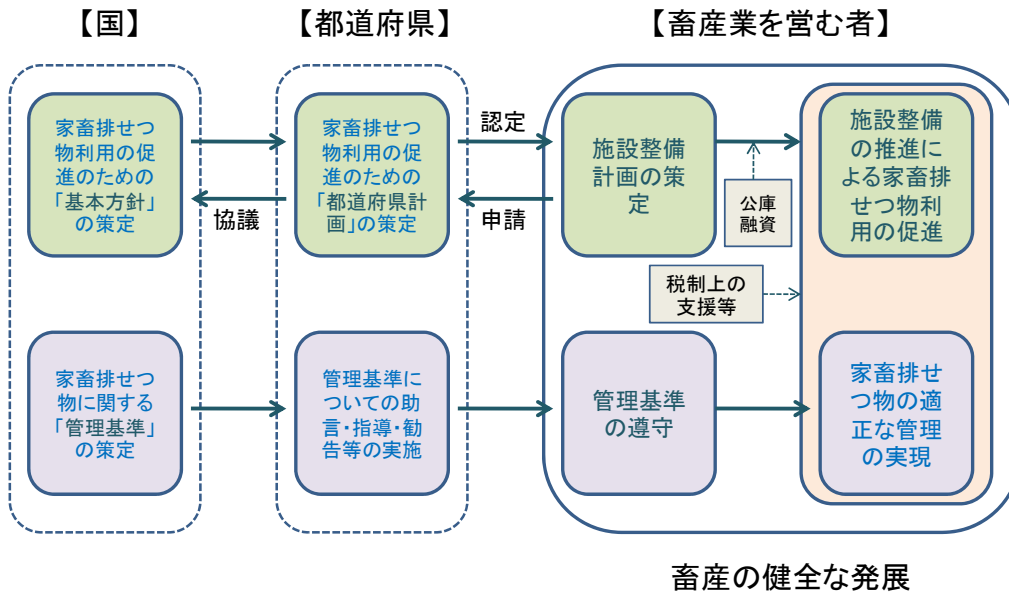 【国】
【都道府県】
【畜産業を営む者】
家畜排せつ
物利用の促
進のための
「基本方針」
の策定
協議
家畜排せつ
物利用の促
進のための
「都道府県計
画」の策定
認定
申請
施設整備
計画の策
定
公庫
融資
施設整備
の推進に
よる家畜排
せつ物利
用の促進
税制上の
支援等
家畜排せつ
物に関する
「管理基準」
の策定
管理基準に
ついての助
言・指導・勧
告等の実施
管理基準
の遵守
家畜排せ
つ物の適
正な管理
の実現
畜産の健全な発展